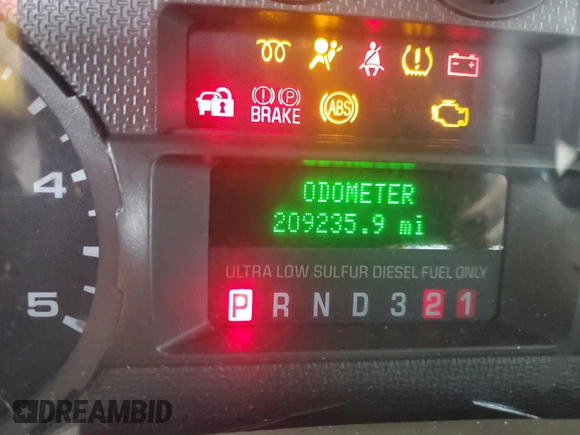 BRAKE
ABS
4
5
ODOMETER
209235.9 mi
ULTRA LOW SULFUR DIESEL FUEL ONLY
P R N D 3 2 1
DREAMBID